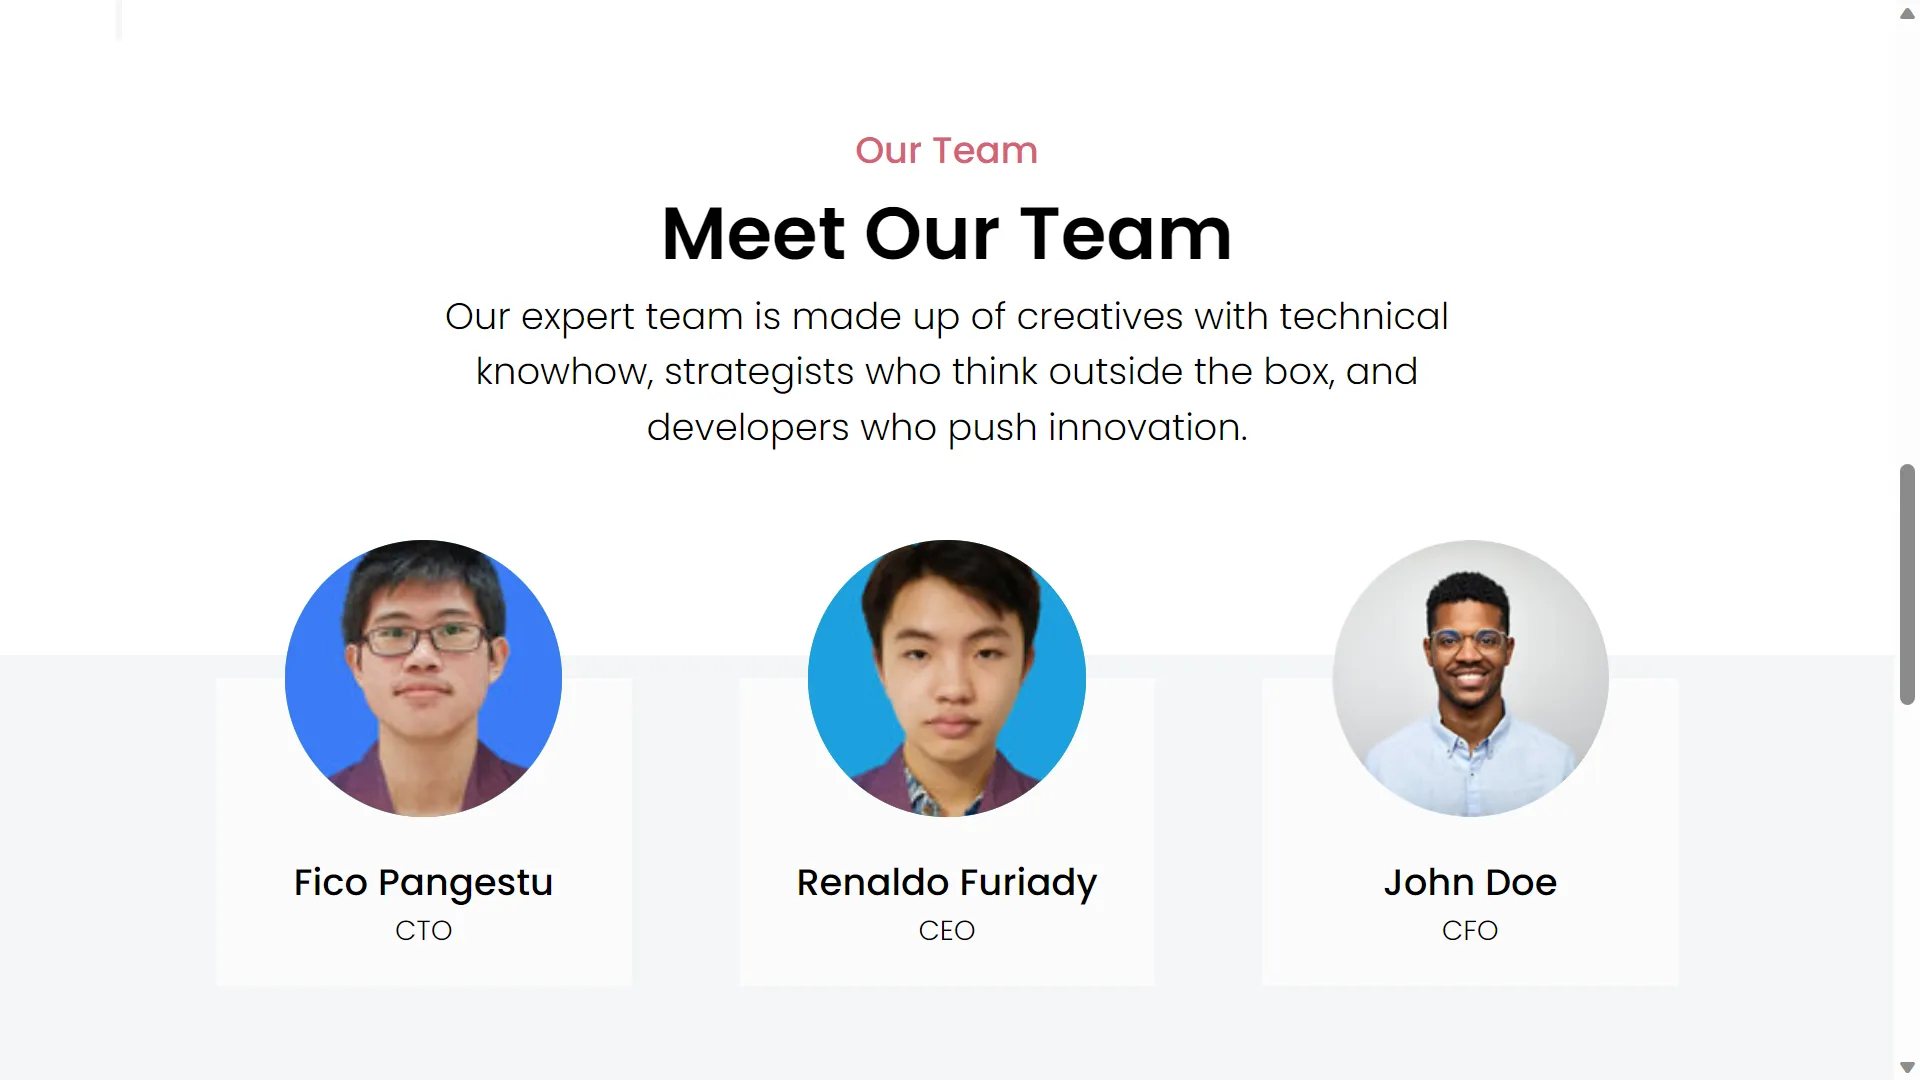 Our Team
Meet Our Team
Our expert team is made up of creatives with technical
knowhow, strategists who think outside the box, and
developers who push innovation.
Fico Pangestu
CTO
Renaldo Furiady
CEO
John Doe
CFO